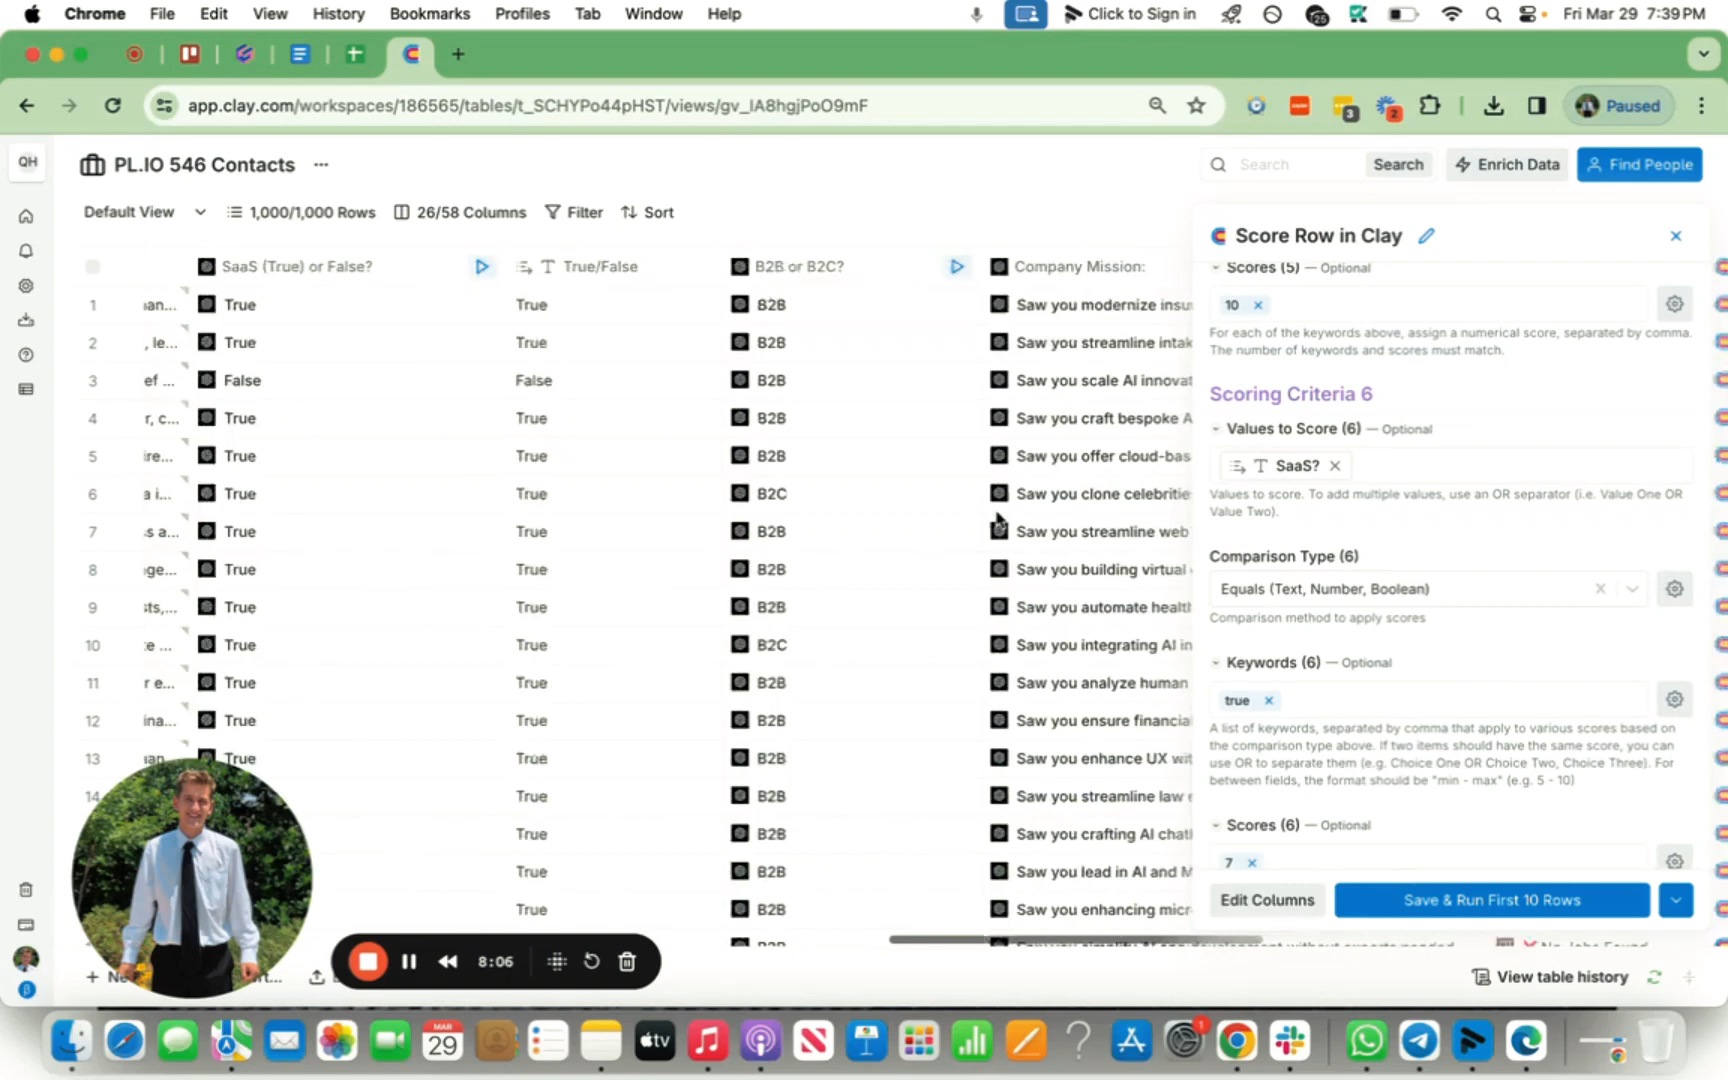 Chrome File Edit View History Bookmarks Profiles Tab Window Help
Click to Sign in
25
Fri Mar 29 7:39 PM
app.clay.com/workspaces/186565/tables/t_SCHYPo44pHST/views/gv_lA8hgjPoO9mF
3
2
Paused
QH
PL.IO 546 Contacts
Search
Search
Enrich Data
Find People
Default View
1,000/1,000 Rows
26/58 Columns
Filter
Sort
SaaS (True) or False?
True/False
B2B or B2C?
Company Mission:
1 True True B2B Saw you modernize insu
2 , le... True True B2B Saw you streamline intak
3 ef ... False False B2B Saw you scale AI innovat
4 r, c... True True B2B Saw you craft bespoke A
5 ire... True True B2B Saw you offer cloud-bas
6 a i... True True B2C Saw you clone celebritie
7 s a... True True B2B Saw you streamline web
8 ge... True True B2B Saw you building virtual
9 sts,... True True B2B Saw you automate health
10 te ... True True B2C Saw you integrating AI in
11 r e... True True B2B Saw you analyze human
12 ina... True True B2B Saw you ensure financia
13 True True B2B Saw you enhance UX wit
14 True B2B Saw you streamline law
True B2B Saw you crafting AI chat
True B2B Saw you lead in AI and M
True B2B Saw you enhancing micr
Score Row in Clay
Scores (5) — Optional
10
For each of the keywords above, assign a numerical score, separated by comma.
The number of keywords and scores must match.
Scoring Criteria 6
Values to Score (6) — Optional
SaaS?
Values to score. To add multiple values, use an OR separator (i.e. Value One OR
Value Two).
Comparison Type (6)
Equals (Text, Number, Boolean)
Comparison method to apply scores
Keywords (6) — Optional
true
A list of keywords, separated by comma that apply to various scores based on
the comparison type above. If two items should have the same score, you can
use OR to separate them (e.g. Choice One OR Choice Two, Choice Three). For
between fields, the format should be "min - max" (e.g. 5 - 10)
Scores (6) — Optional
7
Edit Columns
Save & Run First 10 Rows
8:06
View table history
MAR
29
tv
1